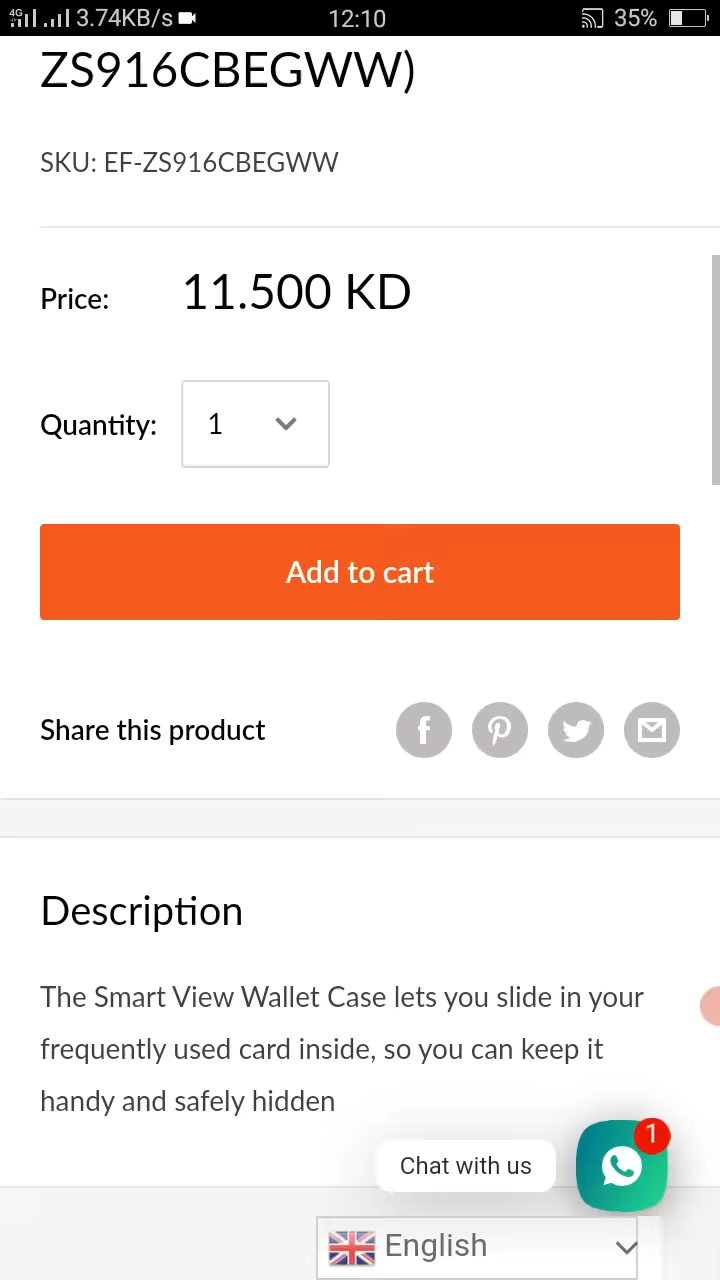 4G 3.74KB/s 12:10 35%
ZS916CBEGWW)
SKU: EF-ZS916CBEGWW
Price: 11.500 KD
Quantity: 1
Add to cart
Share this product
Description
The Smart View Wallet Case lets you slide in your
frequently used card inside, so you can keep it
handy and safely hidden
1
Chat with us
English